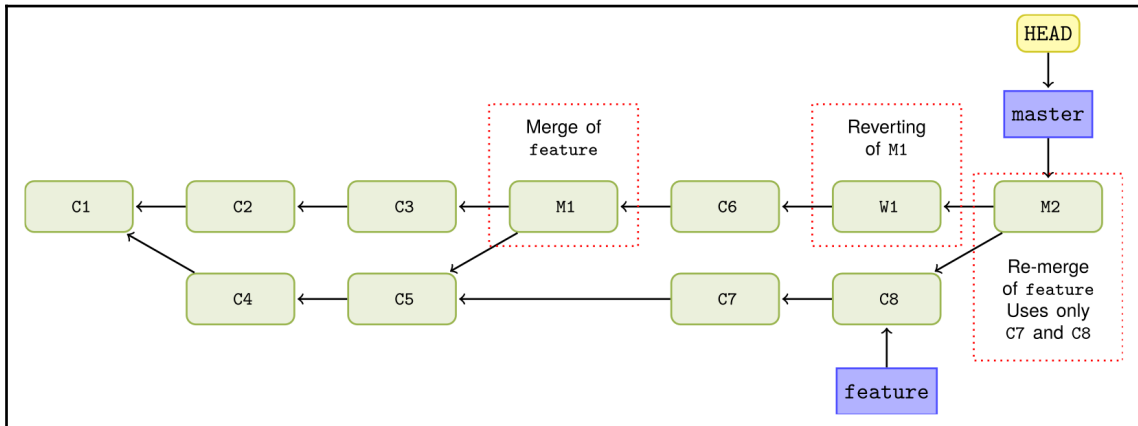 HEAD
master
Merge of
feature
Reverting
of M1
C1
C2
C3
M1
C6
W1
M2
C4
C5
C7
C8
Re-merge
of feature
Uses only
C7 and C8
feature